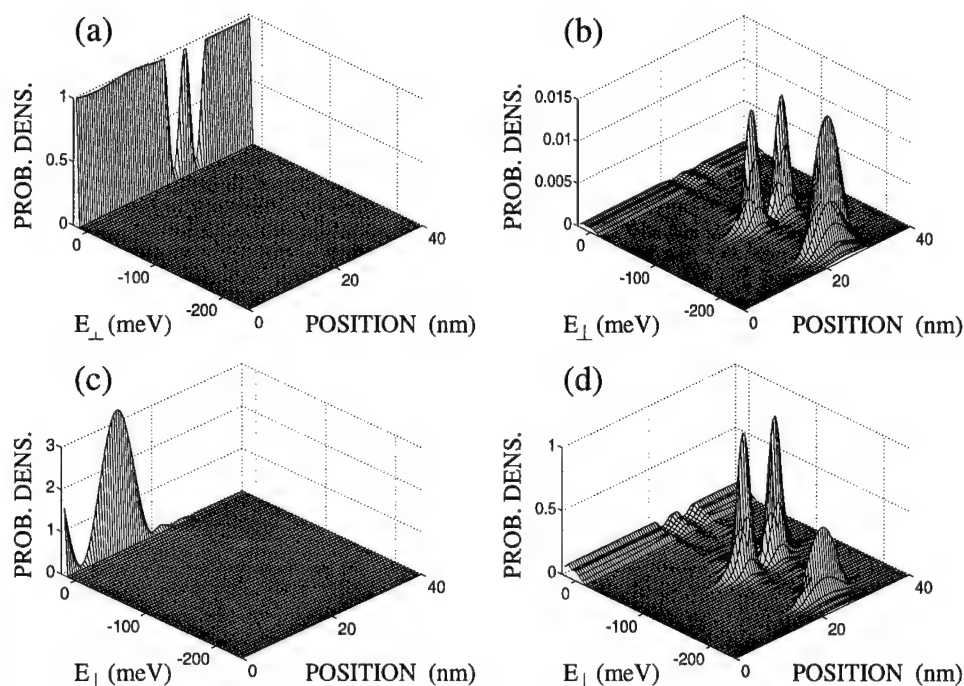 (a)
PROB. DENS.
1
0.5
0
0
-100
-200
0
20
40
E⊥ (meV)
POSITION (nm)
(b)
PROB. DENS.
0.015
0.01
0.005
0
0
-100
-200
0
20
40
E⊥ (meV)
POSITION (nm)
(c)
PROB. DENS.
3
2
1
0
0
-100
-200
0
20
40
E⊥ (meV)
POSITION (nm)
(d)
PROB. DENS.
1
0.5
0
0
-100
-200
0
20
40
E⊥ (meV)
POSITION (nm)